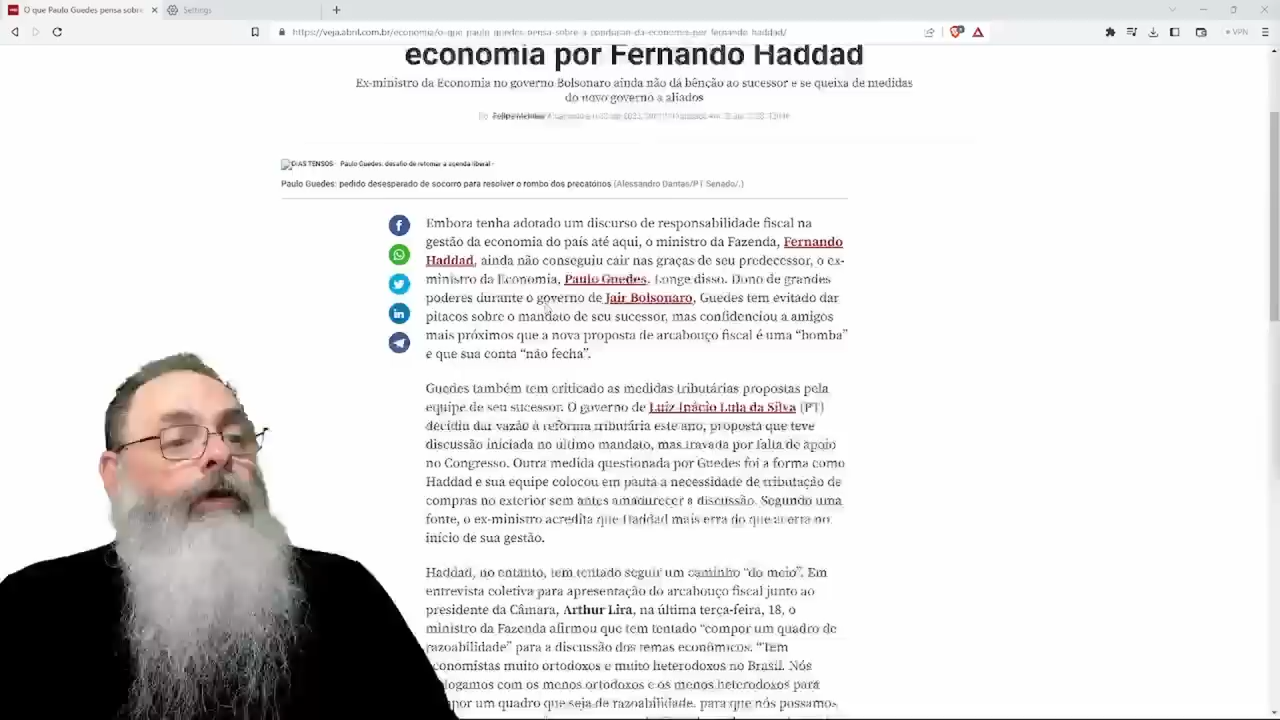 O que Paulo Guedes pensa sobre
Settings
https://veja.abril.com.br/economia/o-que-paulo-guedes-pensa-sobre-a-conducao-da-economia-por-fernando-haddad/
VPN
economia por Fernando Haddad
Ex-ministro da Economia no governo Bolsonaro ainda não dá bênção ao sucessor e se queixa de medidas
do novo governo a aliados
DIAS TENSOS - Paulo Guedes: desafio de retomar a agenda liberal -
Paulo Guedes: pedido desesperado de socorro para resolver o rombo dos precatórios (Alessandro Dantas/PT Senado/.)
Embora tenha adotado um discurso de responsabilidade fiscal na
gestão da economia do país até aqui, o ministro da Fazenda, Fernando
Haddad, ainda não conseguiu cair nas graças de seu predecessor, o ex-
ministro da Economia, Paulo Guedes. Longe disso. Dono de grandes
poderes durante o governo de Jair Bolsonaro, Guedes tem evitado dar
pitacos sobre o mandato de seu sucessor, mas confidenciou a amigos
mais próximos que a nova proposta de arcabouço fiscal é uma “bomba”
e que sua conta “não fecha”.
Guedes também tem criticado as medidas tributárias propostas pela
equipe de seu sucessor. O governo de Luiz Inácio Lula da Silva (PT)
decidiu dar vazão à reforma tributária este ano, proposta que teve
discussão iniciada no último mandato, mas travada por falta de apoio
no Congresso. Outra medida questionada por Guedes foi a forma como
Haddad e sua equipe colocou em pauta a necessidade de tributação de
compras no exterior sem antes amadurecer a discussão. Segundo uma
fonte, o ex-ministro acredita que Haddad mais erra do que acerta no
início de sua gestão.
Haddad, no entanto, tem tentado seguir um caminho “do meio”. Em
entrevista coletiva para apresentação do arcabouço fiscal junto ao
presidente da Câmara, Arthur Lira, na última terça-feira, 18, o
ministro da Fazenda afirmou que tem tentado “compor um quadro de
razoabilidade” para a discussão dos temas econômicos. “Tem
economistas muito ortodoxos e muito heterodoxos no Brasil. Nós
logamos com os menos ortodoxos e os menos heterodoxos para
por um quadro que seja de razoabilidade, para que nós possamos